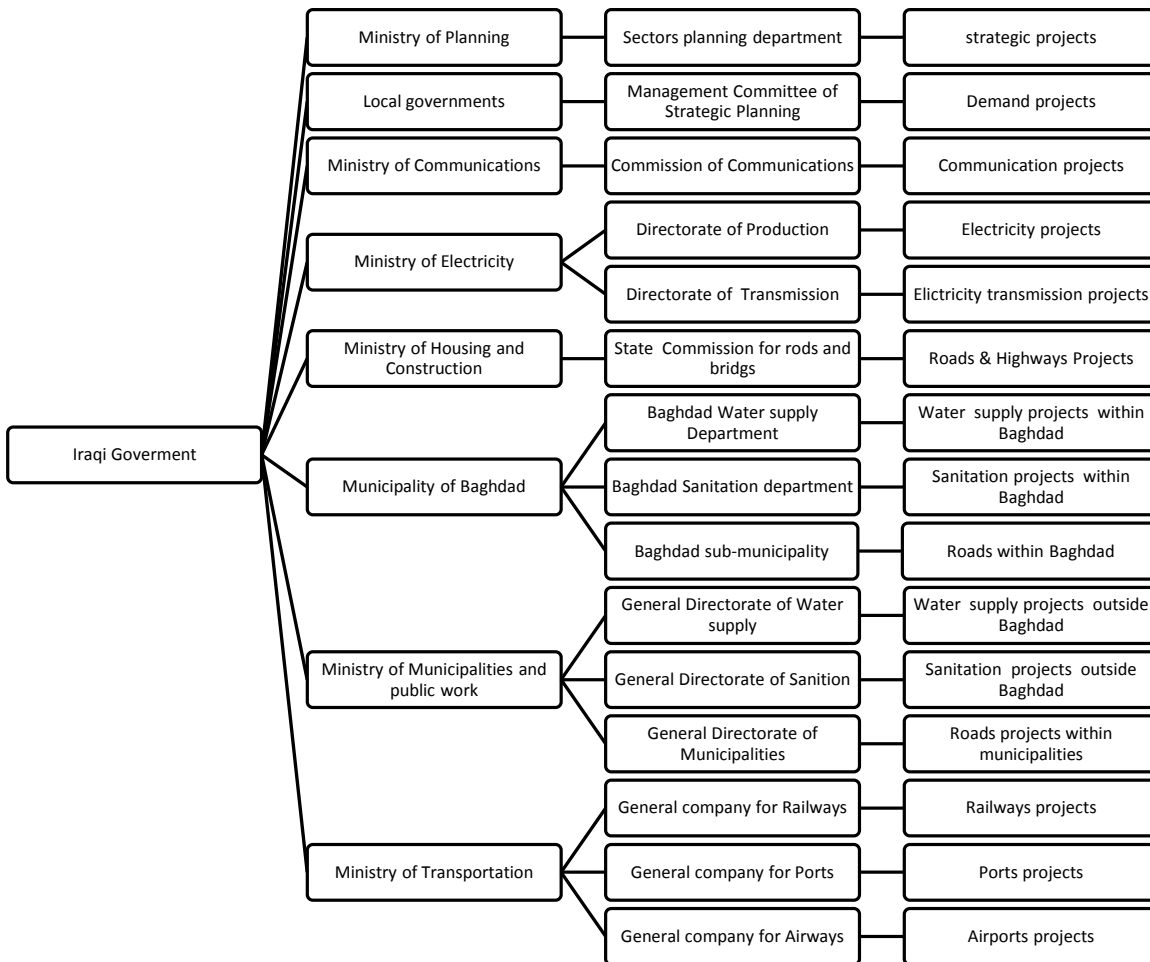 Ministry of Planning
Sectors planning department
strategic projects
Local governments
Management Committee of
Strategic Planning
Demand projects
Ministry of Communications
Commission of Communications
Communication projects
Ministry of Electricity
Directorate of Production
Electricity projects
Directorate of Transmission
Elictricity transmission projects
Ministry of Housing and
Construction
State Commission for rods and
bridgs
Roads & Highways Projects
Iraqi Goverment
Municipality of Baghdad
Baghdad Water supply
Department
Water supply projects within
Baghdad
Baghdad Sanitation department
Sanitation projects within
Baghdad
Baghdad sub-municipality
Roads within Baghdad
Ministry of Municipalities and
public work
General Directorate of Water
supply
Water supply projects outside
Baghdad
General Directorate of Sanition
Sanitation projects outside
Baghdad
General Directorate of
Municipalities
Roads projects within
municipalities
Ministry of Transportation
General company for Railways
Railways projects
General company for Ports
Ports projects
General company for Airways
Airports projects